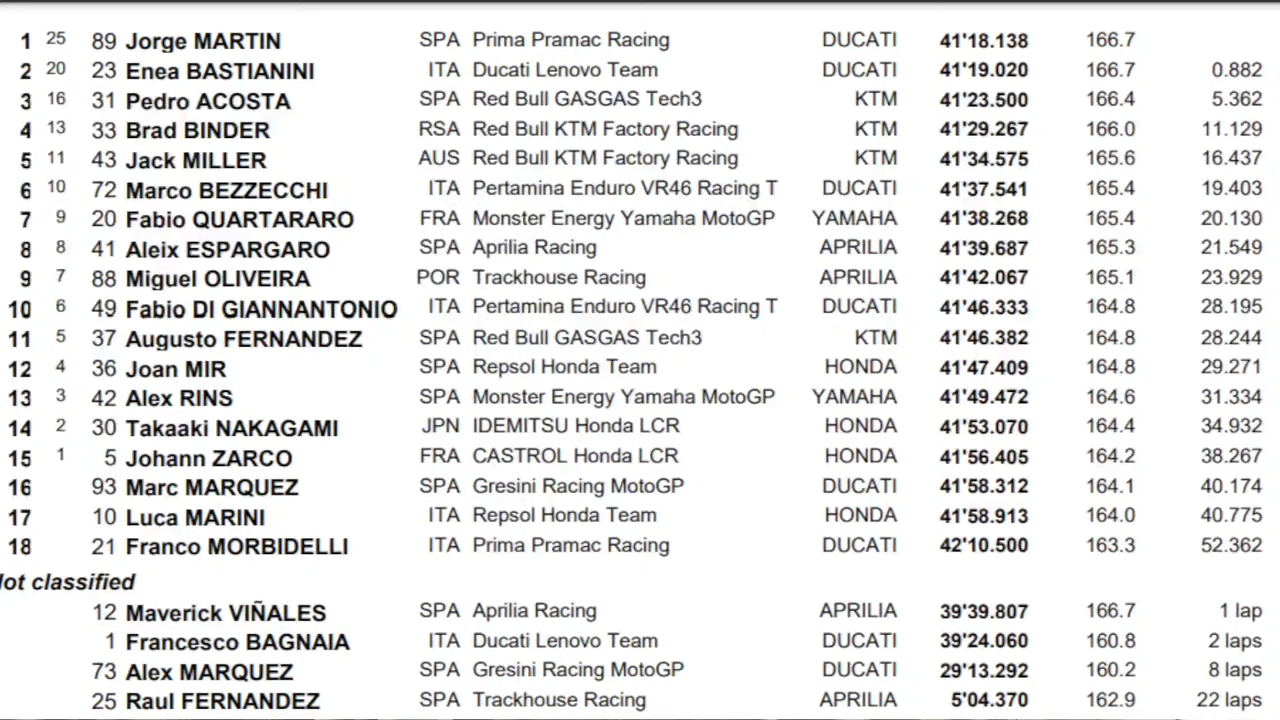 1 25 89 Jorge MARTIN SPA Prima Pramac Racing DUCATI 41'18.138 166.7
2 20 23 Enea BASTIANINI ITA Ducati Lenovo Team DUCATI 41'19.020 166.7 0.882
3 16 31 Pedro ACOSTA SPA Red Bull GASGAS Tech3 KTM 41'23.500 166.4 5.362
4 13 33 Brad BINDER RSA Red Bull KTM Factory Racing KTM 41'29.267 166.0 11.129
5 11 43 Jack MILLER AUS Red Bull KTM Factory Racing KTM 41'34.575 165.6 16.437
6 10 72 Marco BEZZECCHI ITA Pertamina Enduro VR46 Racing T DUCATI 41'37.541 165.4 19.403
7 9 20 Fabio QUARTARARO FRA Monster Energy Yamaha MotoGP YAMAHA 41'38.268 165.4 20.130
8 8 41 Aleix ESPARGARO SPA Aprilia Racing APRILIA 41'39.687 165.3 21.549
9 7 88 Miguel OLIVEIRA POR Trackhouse Racing APRILIA 41'42.067 165.1 23.929
10 6 49 Fabio DI GIANNANTONIO ITA Pertamina Enduro VR46 Racing T DUCATI 41'46.333 164.8 28.195
11 5 37 Augusto FERNANDEZ SPA Red Bull GASGAS Tech3 KTM 41'46.382 164.8 28.244
12 4 36 Joan MIR SPA Repsol Honda Team HONDA 41'47.409 164.8 29.271
13 3 42 Alex RINS SPA Monster Energy Yamaha MotoGP YAMAHA 41'49.472 164.6 31.334
14 2 30 Takaaki NAKAGAMI JPN IDEMITSU Honda LCR HONDA 41'53.070 164.4 34.932
15 1 5 Johann ZARCO FRA CASTROL Honda LCR HONDA 41'56.405 164.2 38.267
16 93 Marc MARQUEZ SPA Gresini Racing MotoGP DUCATI 41'58.312 164.1 40.174
17 10 Luca MARINI ITA Repsol Honda Team HONDA 41'58.913 164.0 40.775
18 21 Franco MORBIDELLI ITA Prima Pramac Racing DUCATI 42'10.500 163.3 52.362
lot classified
12 Maverick VIÑALES SPA Aprilia Racing APRILIA 39'39.807 166.7 1 lap
1 Francesco BAGNAIA ITA Ducati Lenovo Team DUCATI 39'24.060 160.8 2 laps
73 Alex MARQUEZ SPA Gresini Racing MotoGP DUCATI 29'13.292 160.2 8 laps
25 Raul FERNANDEZ SPA Trackhouse Racing APRILIA 5'04.370 162.9 22 laps